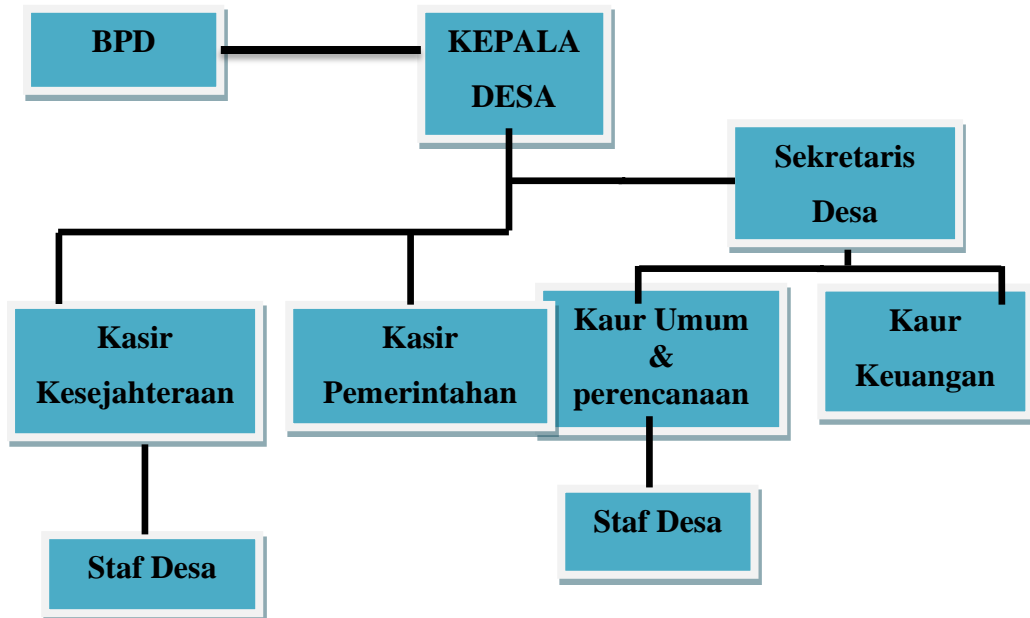 BPD
KEPALA
DESA
Sekretaris
Desa
Kasir
Kesejahteraan
Kasir
Pemerintahan
Kaur Umum
&
perencanaan
Kaur
Keuangan
Staf Desa
Staf Desa